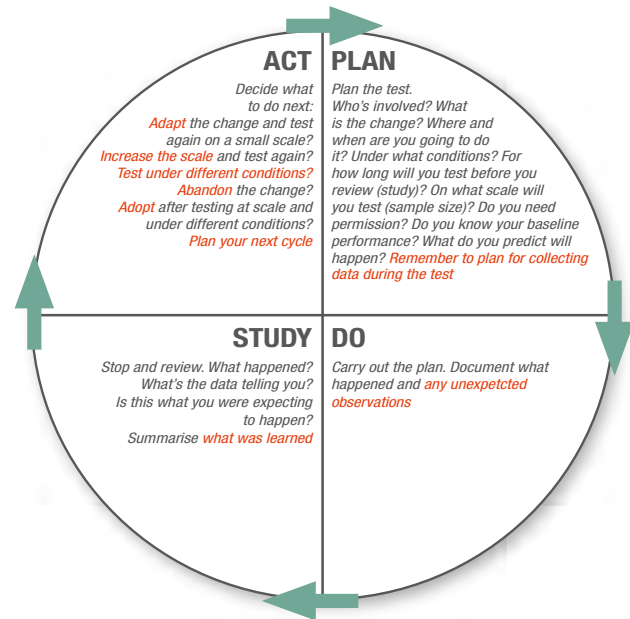 ACT
Decide what
to do next:
Adapt the change and test
again on a small scale?
Increase the scale and test again?
Test under different conditions?
Abandon the change?
Adopt after testing at scale and
under different conditions?
Plan your next cycle
PLAN
Plan the test.
Who's involved? What
is the change? Where and
when are you going to do
it? Under what conditions? For
how long will you test before you
review (study)? On what scale will
you test (sample size)? Do you need
permission? Do you know your baseline
performance? What do you predict will
happen? Remember to plan for collecting
data during the test
STUDY
Stop and review. What happened?
What's the data telling you?
Is this what you were expecting
to happen?
Summarise what was learned
DO
Carry out the plan. Document what
happened and any unexpetcted
observations